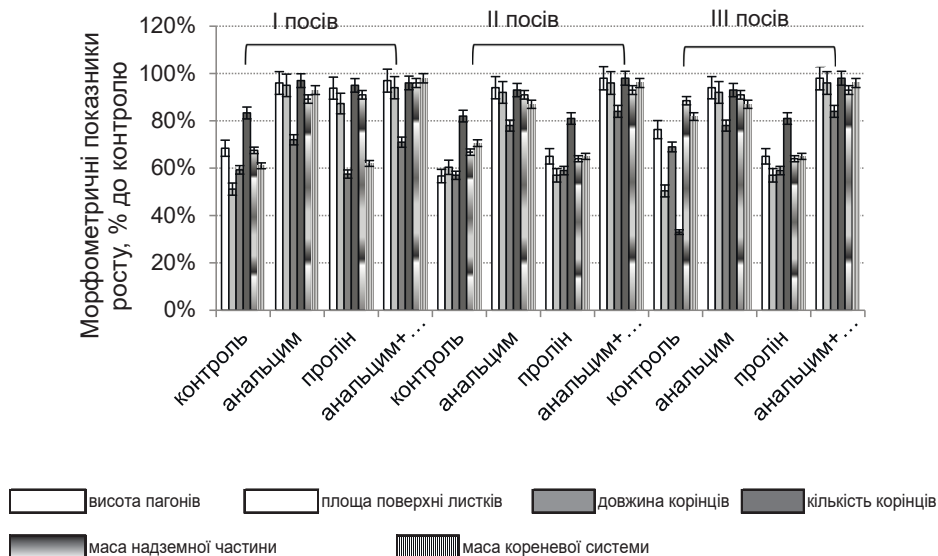 I посів
II посів
III посів
120%
100%
80%
60%
40%
20%
0%
Морфометричні показники
росту, % до контролю
контроль
анальцим
пролін
анальцим+…
контроль
анальцим
пролін
анальцим+…
контроль
анальцим
пролін
анальцим+…
висота пагонів
площа поверхні листків
довжина корінців
кількість корінців
маса надземної частини
маса кореневої системи